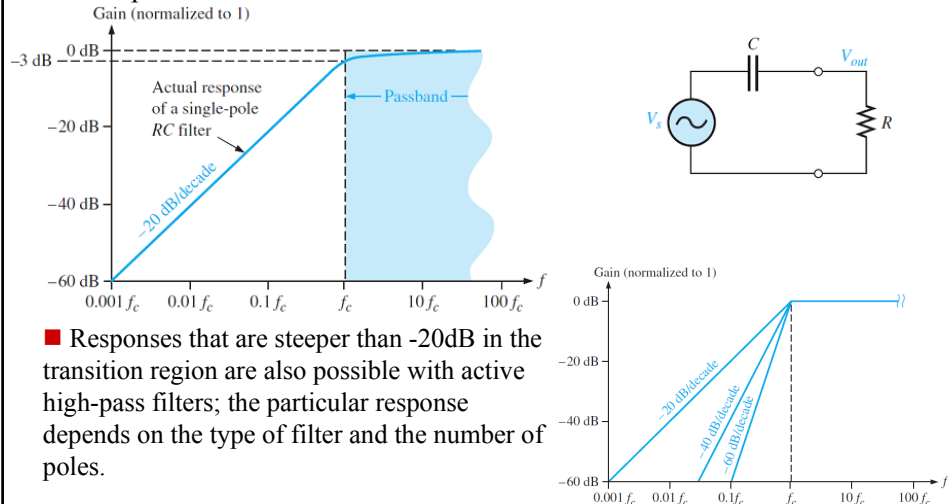 Gain (normalized to 1)
0 dB
–3 dB
Actual response
of a single-pole
RC filter
Passband
–20 dB
–20 dB/decade
–40 dB
–60 dB
f
0.001 fc 0.01 fc 0.1 fc fc 10 fc 100 fc
C
Vout
Vs
R
■ Responses that are steeper than -20dB in the
transition region are also possible with active
high-pass filters; the particular response
depends on the type of filter and the number of
poles.
Gain (normalized to 1)
0 dB
–20 dB
–20 dB/decade
–40 dB
–40 dB/decade
–60 dB/decade
–60 dB
f
0.001 fc 0.01 fc 0.1fc fc 10 fc 100 fc